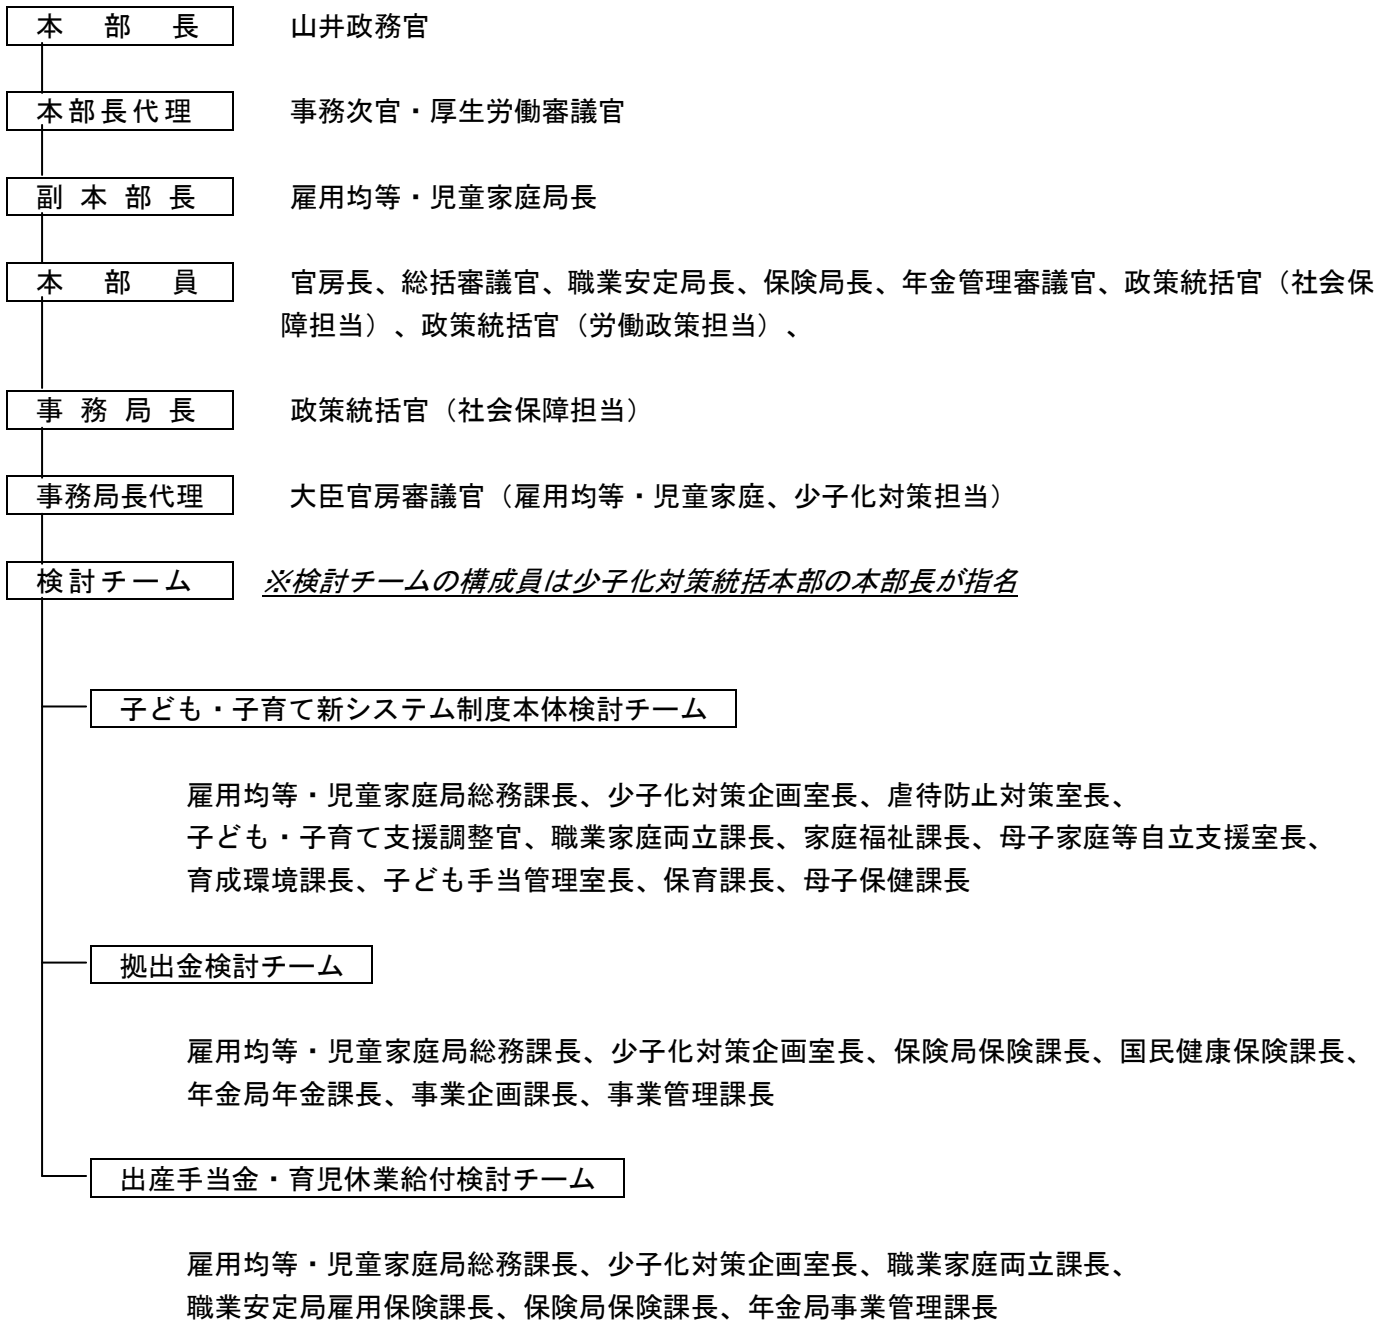 本部長 山井政務官
本部長代理 事務次官・厚生労働審議官
副本部長 雇用均等・児童家庭局長
本部員 官房長、総括審議官、職業安定局長、保険局長、年金管理審議官、政策統括官（社会保
障担当）、政策統括官（労働政策担当）、
事務局長 政策統括官（社会保障担当）
事務局長代理 大臣官房審議官（雇用均等・児童家庭、少子化対策担当）
検討チーム ※検討チームの構成員は少子化対策統括本部の本部長が指名
子ども・子育て新システム制度本体検討チーム
雇用均等・児童家庭局総務課長、少子化対策企画室長、虐待防止対策室長、
子ども・子育て支援調整官、職業家庭両立課長、家庭福祉課長、母子家庭等自立支援室長、
育成環境課長、子ども手当管理室長、保育課長、母子保健課長
拠出金検討チーム
雇用均等・児童家庭局総務課長、少子化対策企画室長、保険局保険課長、国民健康保険課長、
年金局年金課長、事業企画課長、事業管理課長
出産手当金・育児休業給付検討チーム
雇用均等・児童家庭局総務課長、少子化対策企画室長、職業家庭両立課長、
職業安定局雇用保険課長、保険局保険課長、年金局事業管理課長